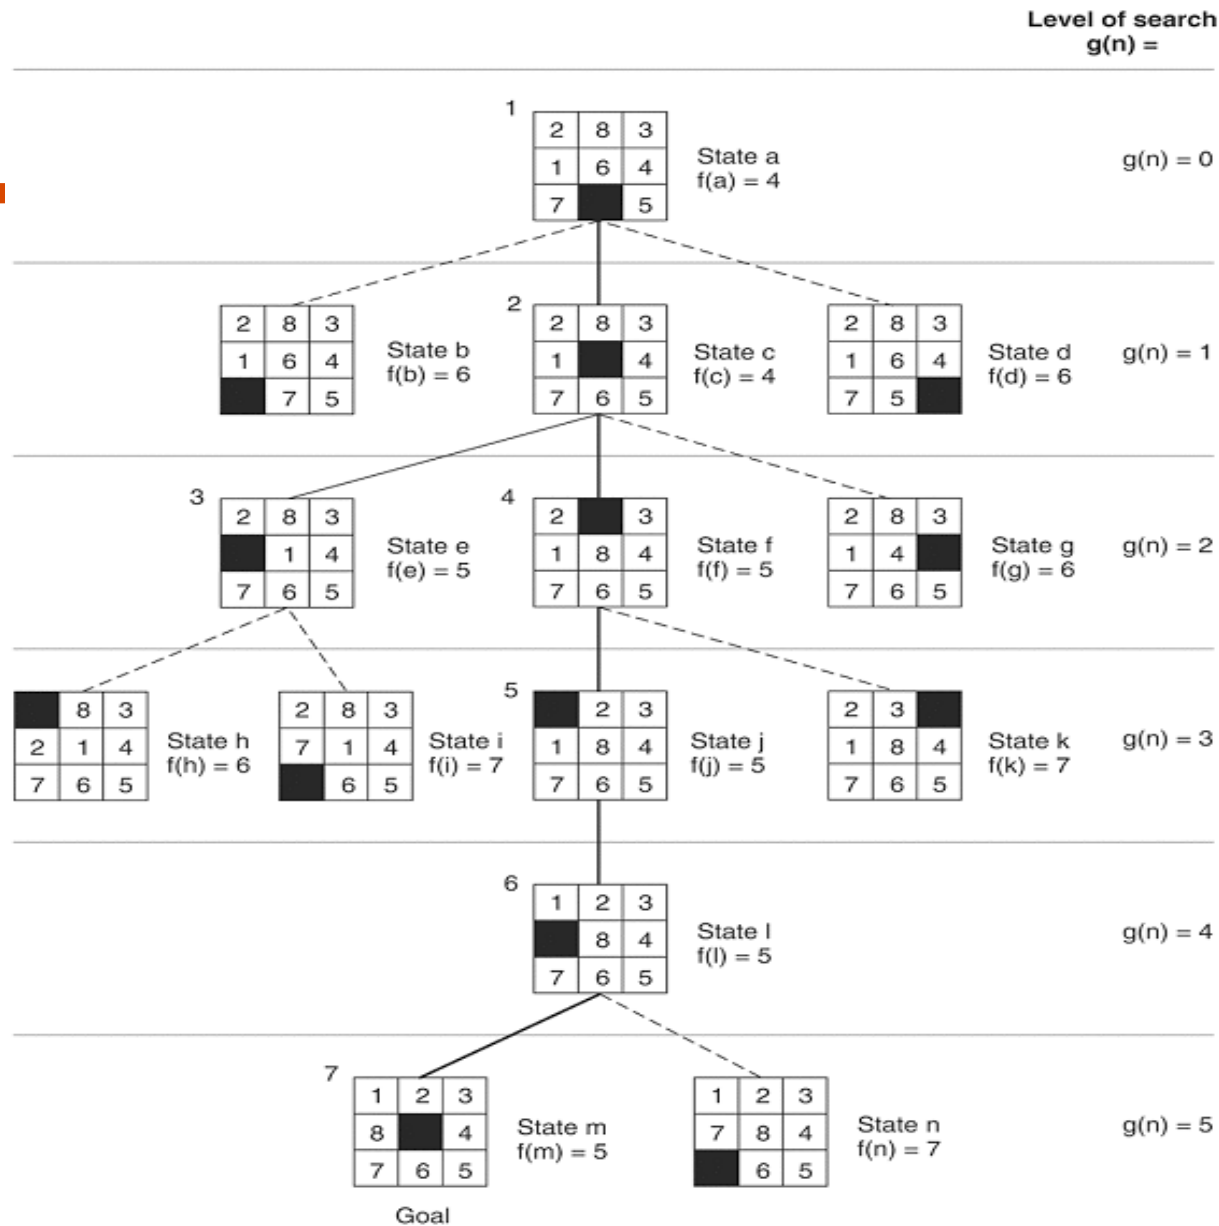 Level of search
g(n) =
1
2 8 3
1 6 4
7 5
State a
f(a) = 4
g(n) = 0
2 8 3
1 6 4
7 5
State b
f(b) = 6
2
2 8 3
1 4
7 6 5
State c
f(c) = 4
2 8 3
1 6 4
7 5
State d
f(d) = 6
g(n) = 1
3
2 8 3
1 4
7 6 5
State e
f(e) = 5
4
2 3
1 8 4
7 6 5
State f
f(f) = 5
2 8 3
1 4
7 6 5
State g
f(g) = 6
g(n) = 2
8 3
2 1 4
7 6 5
State h
f(h) = 6
2 8 3
7 1 4
6 5
State i
f(i) = 7
5
2 3
1 8 4
7 6 5
State j
f(j) = 5
2 3
1 8 4
7 6 5
State k
f(k) = 7
g(n) = 3
6
1 2 3
8 4
7 6 5
State l
f(l) = 5
g(n) = 4
7
1 2 3
8 4
7 6 5
State m
f(m) = 5
Goal
1 2 3
7 8 4
6 5
State n
f(n) = 7
g(n) = 5